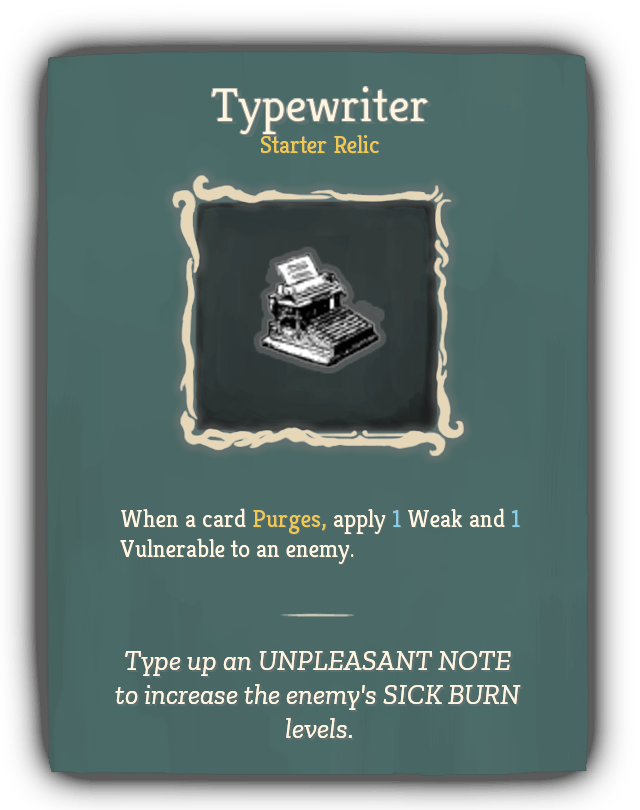 Typewriter
Starter Relic
When a card Purges, apply 1 Weak and 1
Vulnerable to an enemy.
Type up an UNPLEASANT NOTE
to increase the enemy's SICK BURN
levels.